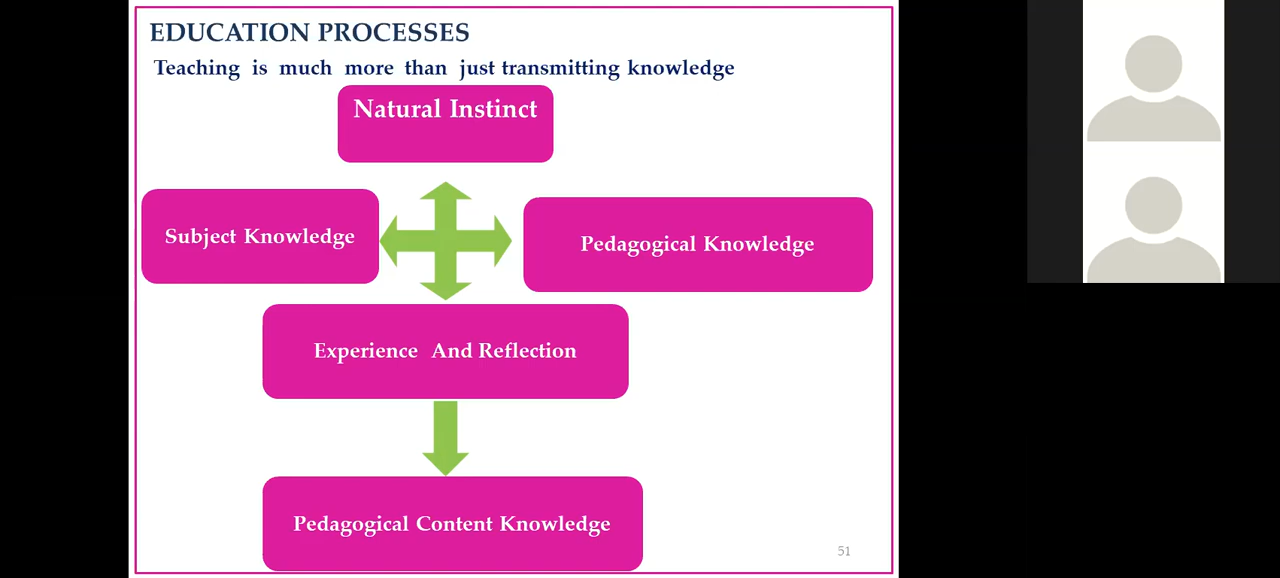 EDUCATION PROCESSES
Teaching is much more than just transmitting knowledge
Natural Instinct
Subject Knowledge
Pedagogical Knowledge
Experience And Reflection
Pedagogical Content Knowledge
51